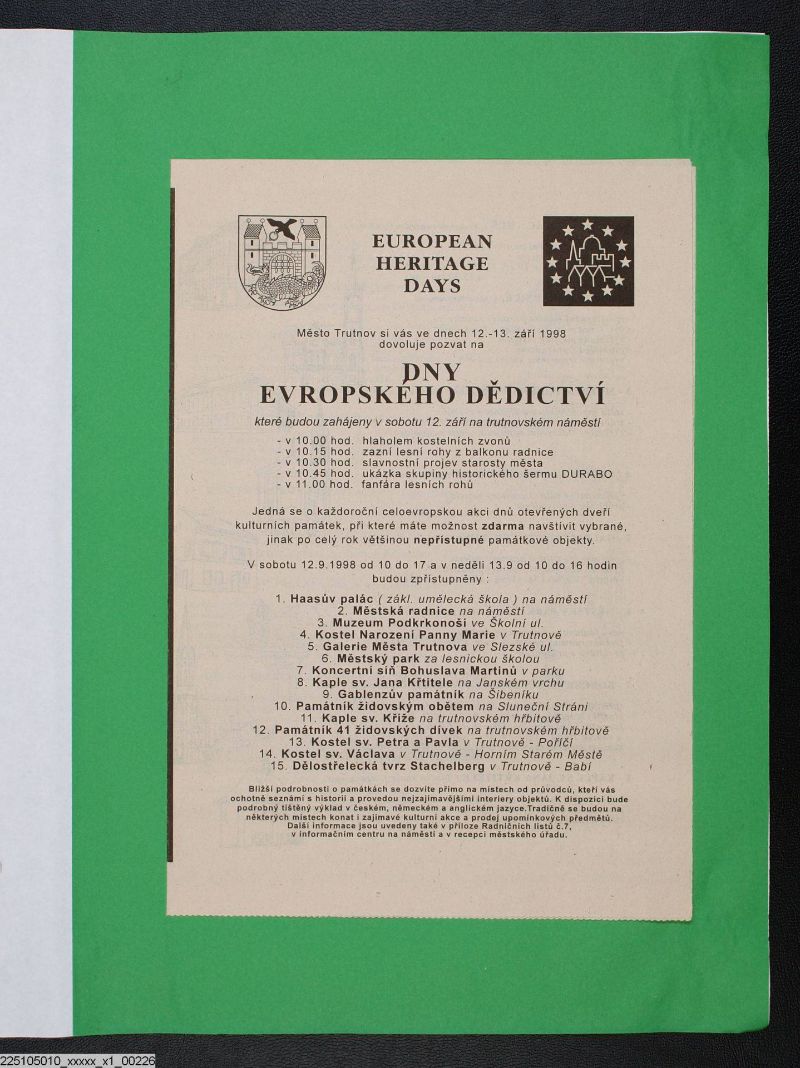 EUROPEAN
HERITAGE
DAYS
Město Trutnov si vás ve dnech 12.-13. září 1998
dovoluje pozvat na
DNY
EVROPSKÉHO DĚDICTVÍ
které budou zahájeny v sobotu 12. září na trutnovském náměstí
- v 10.00 hod. hlaholem kostelních zvonů
- v 10.15 hod. zazní lesní rohy z balkonu radnice
- v 10.30 hod. slavnostní projev starosty města
- v 10.45 hod. ukázka skupiny historického šermu DURABO
- v 11.00 hod. fanfára lesních rohů
Jedná se o každoroční celoevropskou akci dnů otevřených dveří
kulturních památek, při které máte možnost zdarma navštívit vybrané,
jinak po celý rok většinou nepřístupné památkové objekty.
V sobotu 12.9.1998 od 10 do 17 a v neděli 13.9 od 10 do 16 hodin
budou zpřístupněny :
1. Haasův palác ( zákl. umělecká škola ) na náměstí
2. Městská radnice na náměstí
3. Muzeum Podkrkonoší ve Školní ul.
4. Kostel Narození Panny Marie v Trutnově
5. Galerie Města Trutnova ve Slezské ul.
6. Městský park za lesnickou školou
7. Koncertní síň Bohuslava Martinů v parku
8. Kaple sv. Jana Křtitele na Janském vrchu
9. Gablenzův památník na Šibeníku
10. Památník židovským obětem na Sluneční Stráni
11. Kaple sv. Kříže na trutnovském hřbitově
12. Památník 41 židovských dívek na trutnovském hřbitově
13. Kostel sv. Petra a Pavla v Trutnově - Poříčí
14. Kostel sv. Václava v Trutnově - Horním Starém Městě
15. Dělostřelecká tvrz Stachelberg v Trutnově - Babí
Bližší podrobnosti o památkách se dozvíte přímo na místech od průvodců, kteří vás
ochotně seznámí s historií a provedou nejzajímavějšími interiery objektů. K dispozici bude
podrobný tištěný výklad v českém, německém a anglickém jazyce.Tradičně se budou na
některých místech konat i zajímavé kulturní akce a prodej upomínkových předmětů.
Další informace jsou uvedeny také v příloze Radničních listů č.7,
v informačním centru na náměstí a v recepci městského úřadu.
225105010_xxxxx_x1_00226